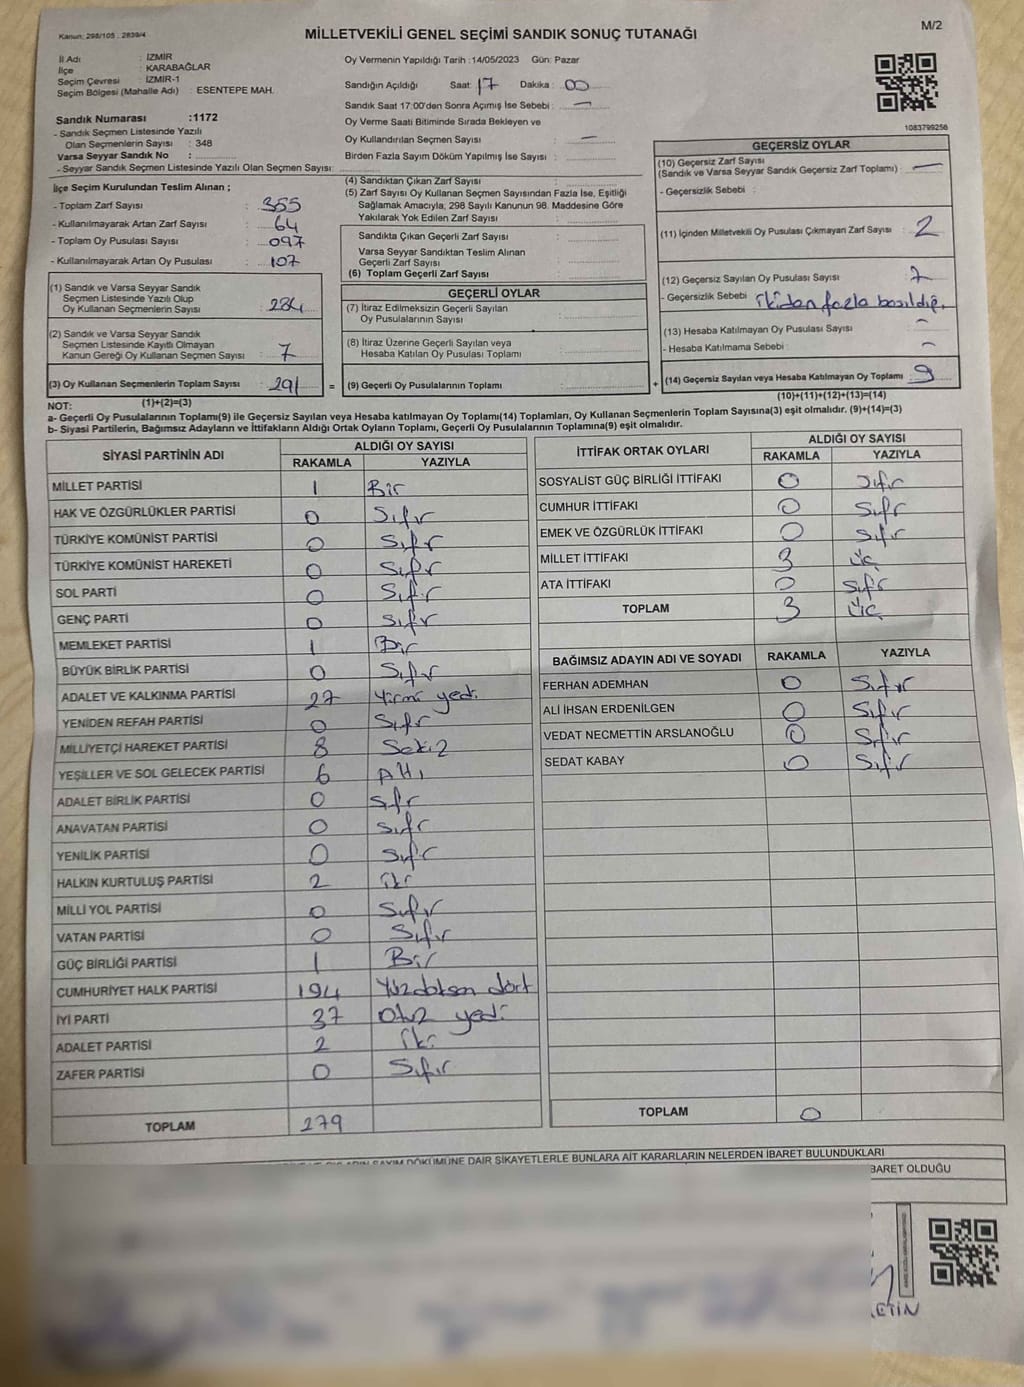 M/2
Kanun: 298/105 . 2839/4
MİLLETVEKİLİ GENEL SEÇİMİ SANDIK SONUÇ TUTANAĞI
İl Adı : İZMİR
İlçe : KARABAĞLAR
Seçim Çevresi : İZMİR-1
Seçim Bölgesi (Mahalle Adı) : ESENTEPE MAH.
Sandık Numarası :1172
- Sandık Seçmen Listesinde Yazılı
Olan Seçmenlerin Sayısı : 348
Varsa Seyyar Sandık No :
- Seyyar Sandık Seçmen Listesinde Yazılı Olan Seçmen Sayısı:
Oy Vermenin Yapıldığı Tarih :14/05/2023 Gün: Pazar
Sandığın Açıldığı Saat: 17 Dakika : 00
Sandık Saat 17:00'den Sonra Açımış İse Sebebi : —
Oy Verme Saati Bitiminde Sırada Bekleyen ve
Oy Kullandırılan Seçmen Sayısı : —
Birden Fazla Sayım Döküm Yapılmış İse Sayısı :
1083799256
İlçe Seçim Kurulundan Teslim Alınan ;
- Toplam Zarf Sayısı : 355
- Kullanılmayarak Artan Zarf Sayısı : 64
- Toplam Oy Pusulası Sayısı : 097
- Kullanılmayarak Artan Oy Pusulası : 107
(1) Sandık ve Varsa Seyyar Sandık
Seçmen Listesinde Yazılı Olup
Oy Kullanan Seçmenlerin Sayısı : 284
(2) Sandık ve Varsa Seyyar Sandık
Seçmen Listesinde Kayıtlı Olmayan
Kanun Gereği Oy Kullanan Seçmen Sayısı : 7
(3) Oy Kullanan Seçmenlerin Toplam Sayısı : 291 =
(1)+(2)=(3)
(4) Sandıktan Çıkan Zarf Sayısı :
(5) Zarf Sayısı Oy Kullanan Seçmen Sayısından Fazla İse, Eşitliği
Sağlamak Amacıyla, 298 Sayılı Kanunun 98. Maddesine Göre
Yakılarak Yok Edilen Zarf Sayısı :
Sandıkta Çıkan Geçerli Zarf Sayısı :
Varsa Seyyar Sandıktan Teslim Alınan
Geçerli Zarf Sayısı :
(6) Toplam Geçerli Zarf Sayısı :
GEÇERLİ OYLAR
(7) İtiraz Edilmeksizin Geçerli Sayılan
Oy Pusulalarının Sayısı :
(8) İtiraz Üzerine Geçerli Sayılan veya
Hesaba Katılan Oy Pusulası Toplamı :
(9) Geçerli Oy Pusulalarının Toplamı : +
GEÇERSİZ OYLAR
(10) Geçersiz Zarf Sayısı
(Sandık ve Varsa Seyyar Sandık Geçersiz Zarf Toplamı) : —
- Geçersizlik Sebebi :
(11) İçinden Milletvekili Oy Pusulası Çıkmayan Zarf Sayısı : 2
(12) Geçersiz Sayılan Oy Pusulası Sayısı : 7
- Geçersizlik Sebebi : ikiden fazla basıldığı.
(13) Hesaba Katılmayan Oy Pusulası Sayısı : —
- Hesaba Katılmama Sebebi : —
(14) Geçersiz Sayılan veya Hesaba Katılmayan Oy Toplamı : 9
(10)+(11)+(12)+(13)=(14)
NOT:
a- Geçerli Oy Pusulalarının Toplamı(9) ile Geçersiz Sayılan veya Hesaba katılmayan Oy Toplamı(14) Toplamları, Oy Kullanan Seçmenlerin Toplam Sayısına(3) eşit olmalıdır. (9)+(14)=(3)
b- Siyasi Partilerin, Bağımsız Adayların ve İttifakların Aldığı Ortak Oyların Toplamı, Geçerli Oy Pusulalarının Toplamına(9) eşit olmalıdır.
SİYASİ PARTİNİN ADI ALDIĞI OY SAYISI
RAKAMLA YAZIYLA
MİLLET PARTİSİ 1 Bir
HAK VE ÖZGÜRLÜKLER PARTİSİ 0 Sıfır
TÜRKİYE KOMÜNİST PARTİSİ 0 Sıfır
TÜRKİYE KOMÜNİST HAREKETİ 0 Sıfır
SOL PARTİ 0 Sıfır
GENÇ PARTİ 0 Sıfır
MEMLEKET PARTİSİ 1 Bir
BÜYÜK BİRLİK PARTİSİ 0 Sıfır
ADALET VE KALKINMA PARTİSİ 27 Yirmi yedi
YENİDEN REFAH PARTİSİ 0 Sıfır
MİLLİYETÇİ HAREKET PARTİSİ 8 Sekiz
YEŞİLLER VE SOL GELECEK PARTİSİ 6 Altı
ADALET BİRLİK PARTİSİ 0 Sıfır
ANAVATAN PARTİSİ 0 Sıfır
YENİLİK PARTİSİ 0 Sıfır
HALKIN KURTULUŞ PARTİSİ 2 iki
MİLLİ YOL PARTİSİ 0 Sıfır
VATAN PARTİSİ 0 Sıfır
GÜÇ BİRLİĞİ PARTİSİ 1 Bir
CUMHURİYET HALK PARTİSİ 194 Yüzdoksan dört
İYİ PARTİ 37 Otuz yedi
ADALET PARTİSİ 2 İki
ZAFER PARTİSİ 0 Sıfır
TOPLAM 279
İTTİFAK ORTAK OYLARI ALDIĞI OY SAYISI
RAKAMLA YAZIYLA
SOSYALİST GÜÇ BİRLİĞİ İTTİFAKI 0 Sıfır
CUMHUR İTTİFAKI 0 Sıfır
EMEK VE ÖZGÜRLÜK İTTİFAKI 0 Sıfır
MİLLET İTTİFAKI 3 Üç
ATA İTTİFAKI 0 Sıfır
TOPLAM 3 Üç
BAĞIMSIZ ADAYIN ADI VE SOYADI RAKAMLA YAZIYLA
FERHAN ADEMHAN 0 Sıfır
ALİ İHSAN ERDENİLGEN 0 Sıfır
VEDAT NECMETTİN ARSLANOĞLU 0 Sıfır
SEDAT KABAY 0 Sıfır
TOPLAM 0
SAYIM DÖKÜMÜNE DAİR ŞİKAYETLERLE BUNLARA AİT KARARLARIN NELERDEN İBARET BULUNDUKLARI
BARET OLDUĞU
ETİN